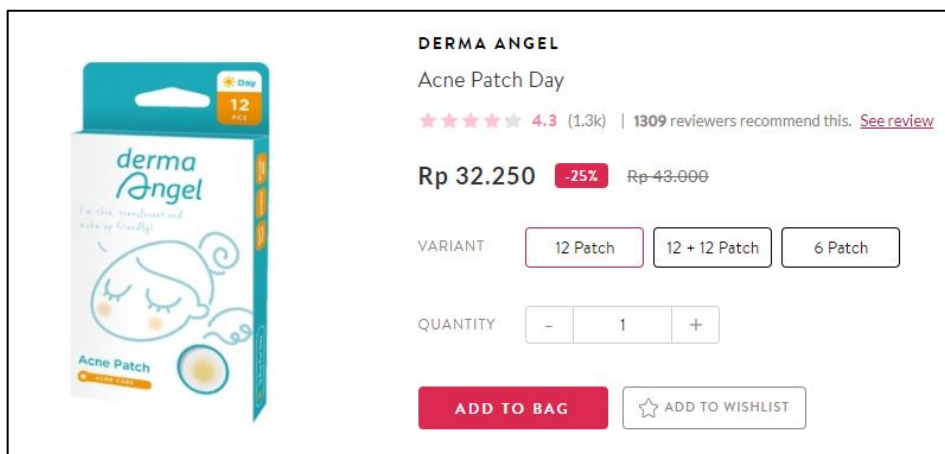 Day
12
PCS
derma
Angel
I'm thin, translucent and
make-up friendly!
Acne Patch
ACNE CARE
DERMA ANGEL
Acne Patch Day
4.3 (1.3k) | 1309 reviewers recommend this. See review
Rp 32.250 -25% Rp 43.000
VARIANT 12 Patch 12 + 12 Patch 6 Patch
QUANTITY - 1 +
ADD TO BAG ADD TO WISHLIST